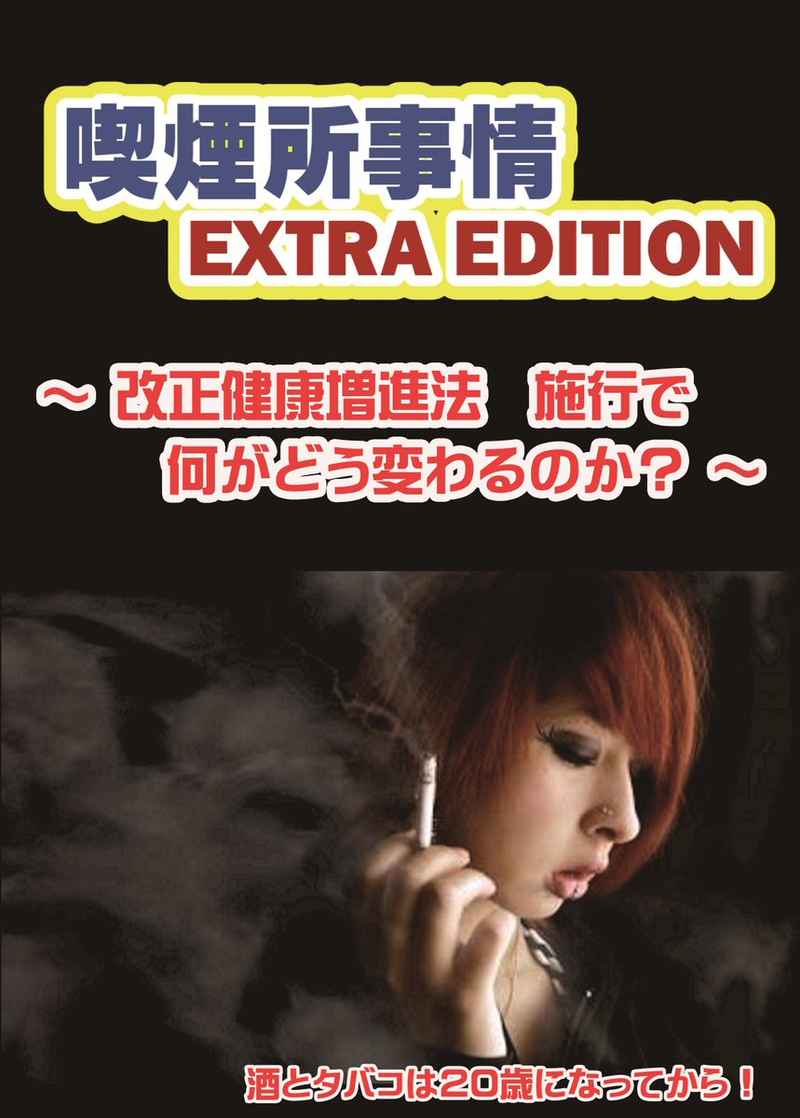 喫煙所事情
EXTRA EDITION
～ 改正健康増進法　施行で
何がどう変わるのか？ ～
酒とタバコは20歳になってから！